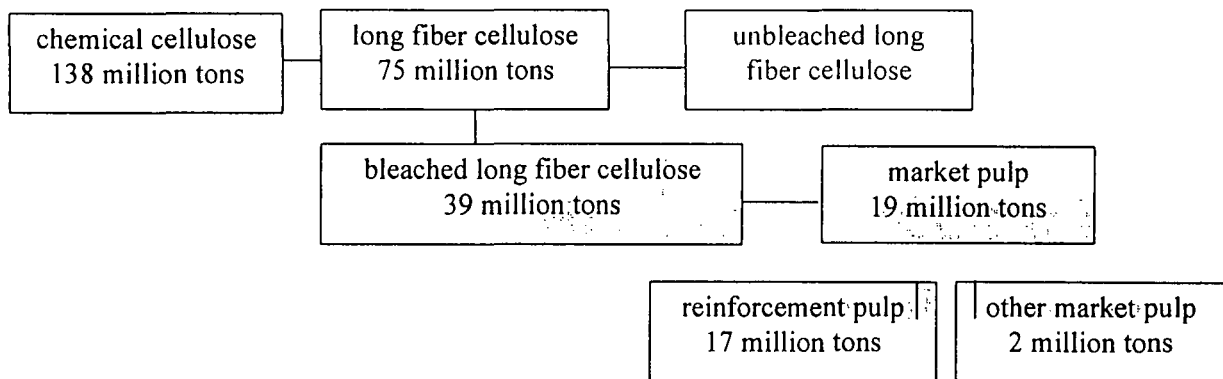 chemical cellulose
138 million tons
long fiber cellulose
75 million tons
unbleached long
fiber cellulose
bleached long fiber cellulose
39 million tons
market pulp
19 million tons
reinforcement pulp
17 million tons
other market pulp
2 million tons